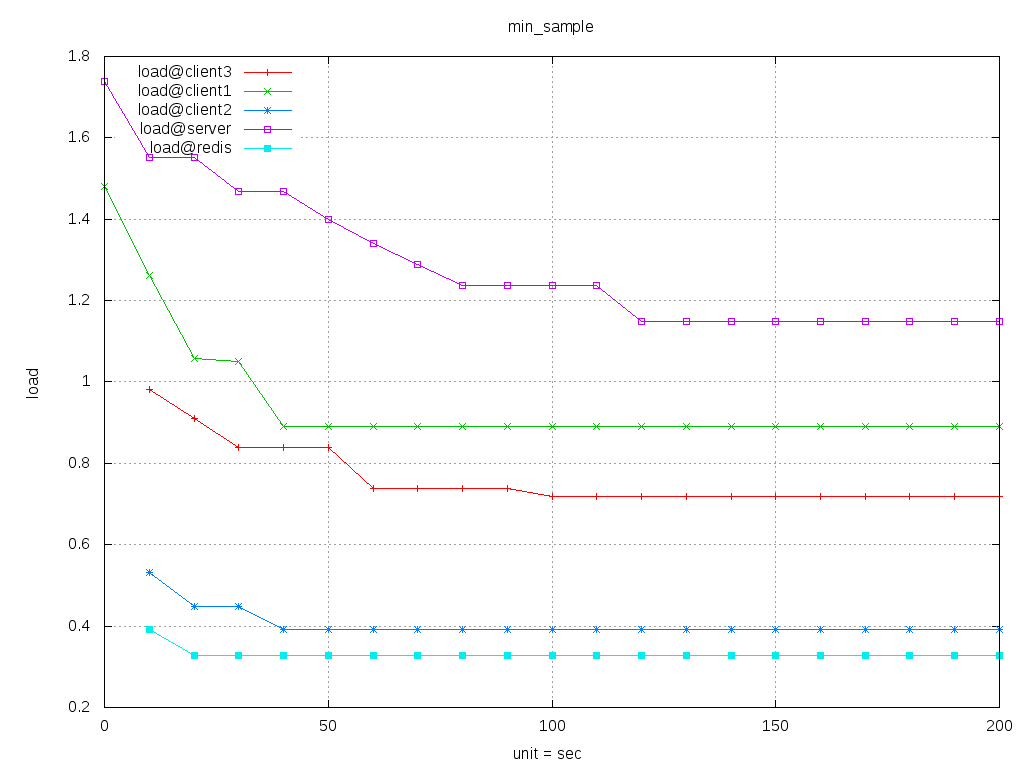 min_sample
1.8
1.6
1.4
1.2
1
0.8
0.6
0.4
0.2
load@client3
load@client1
load@client2
load@server
load@redis
load
0 50 100 150 200
unit = sec